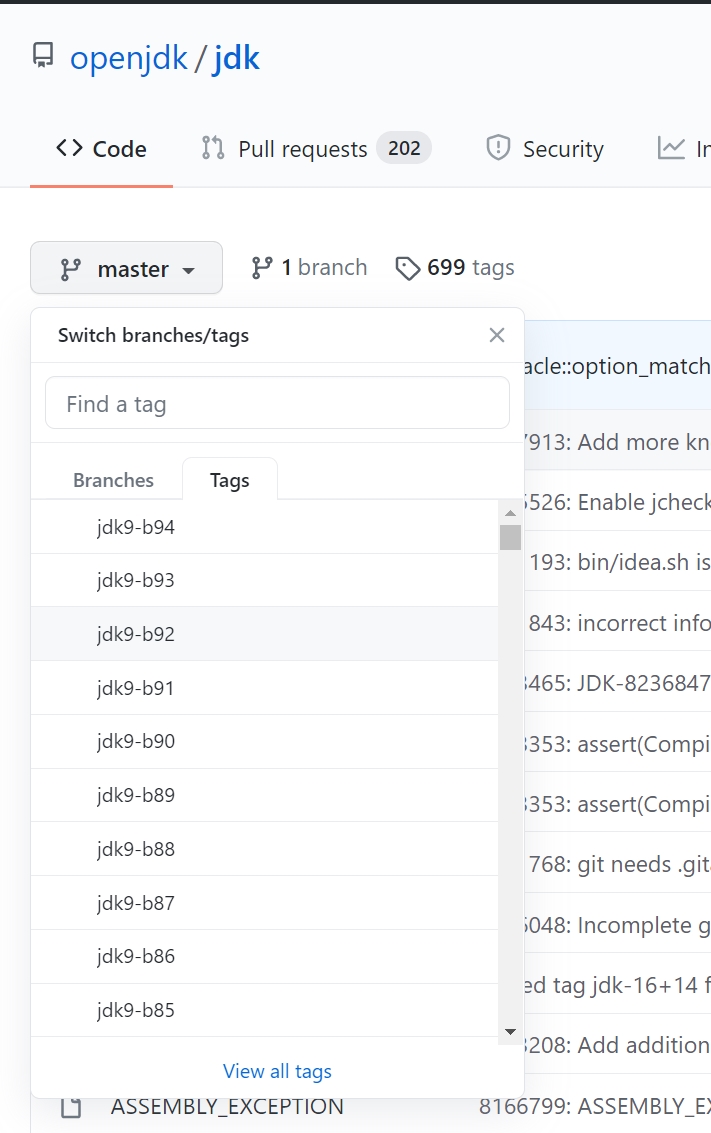 openjdk / jdk
Code Pull requests 202 Security
master 1 branch 699 tags
Switch branches/tags
acle::option_match
Find a tag
913: Add more kn
Branches Tags
5526: Enable jcheck
jdk9-b94
193: bin/idea.sh is
jdk9-b93
843: incorrect info
jdk9-b92
3465: JDK-8236847
jdk9-b91
3353: assert(Compi
jdk9-b90
3353: assert(Compi
jdk9-b89
768: git needs .git
jdk9-b88
5048: Incomplete g
jdk9-b87
ed tag jdk-16+14 f
jdk9-b86
3208: Add addition
jdk9-b85
View all tags
ASSEMBLY_EXCEPTION 8166799: ASSEMBLY_EX